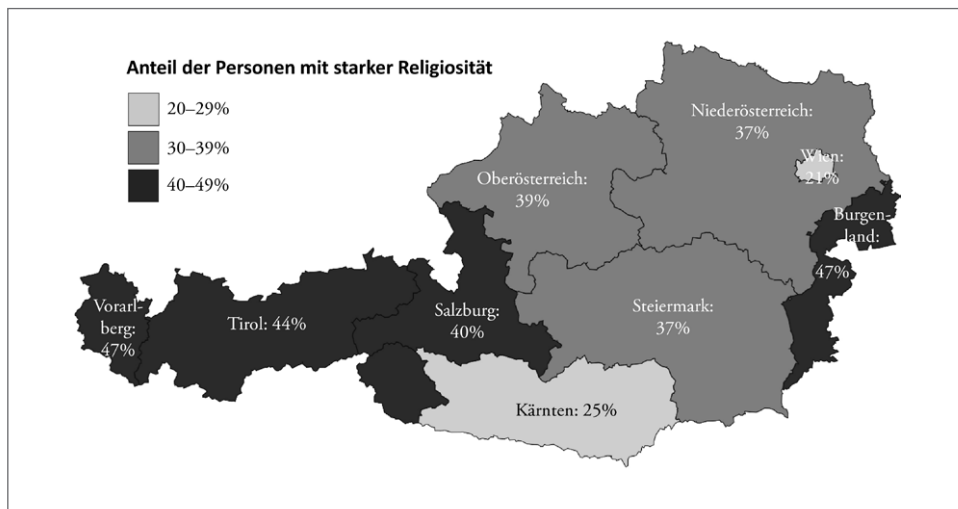 Anteil der Personen mit starker Religiosität
20–29%
30–39%
40–49%
Niederösterreich:
37%
Wien:
21%
Oberösterreich:
39%
Burgen-
land:
47%
Vorarl-
berg:
47%
Tirol: 44%
Salzburg:
40%
Steiermark:
37%
Kärnten: 25%